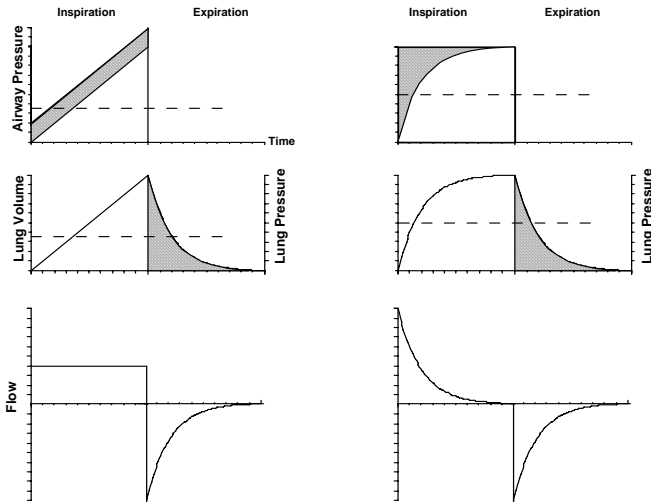 Inspiration Expiration Inspiration Expiration
Airway Pressure
Time
Lung Volume
Lung Pressure
Lung Pressure
Flow